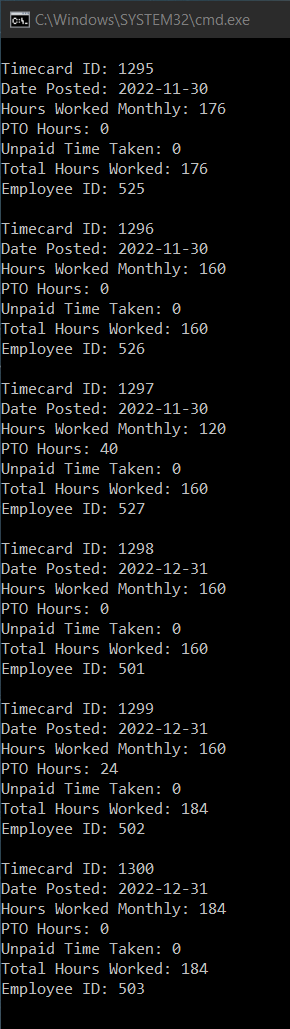 C:\Windows\SYSTEM32\cmd.exe
Timecard ID: 1295
Date Posted: 2022-11-30
Hours Worked Monthly: 176
PTO Hours: 0
Unpaid Time Taken: 0
Total Hours Worked: 176
Employee ID: 525
Timecard ID: 1296
Date Posted: 2022-11-30
Hours Worked Monthly: 160
PTO Hours: 0
Unpaid Time Taken: 0
Total Hours Worked: 160
Employee ID: 526
Timecard ID: 1297
Date Posted: 2022-11-30
Hours Worked Monthly: 120
PTO Hours: 40
Unpaid Time Taken: 0
Total Hours Worked: 160
Employee ID: 527
Timecard ID: 1298
Date Posted: 2022-12-31
Hours Worked Monthly: 160
PTO Hours: 0
Unpaid Time Taken: 0
Total Hours Worked: 160
Employee ID: 501
Timecard ID: 1299
Date Posted: 2022-12-31
Hours Worked Monthly: 160
PTO Hours: 24
Unpaid Time Taken: 0
Total Hours Worked: 184
Employee ID: 502
Timecard ID: 1300
Date Posted: 2022-12-31
Hours Worked Monthly: 184
PTO Hours: 0
Unpaid Time Taken: 0
Total Hours Worked: 184
Employee ID: 503